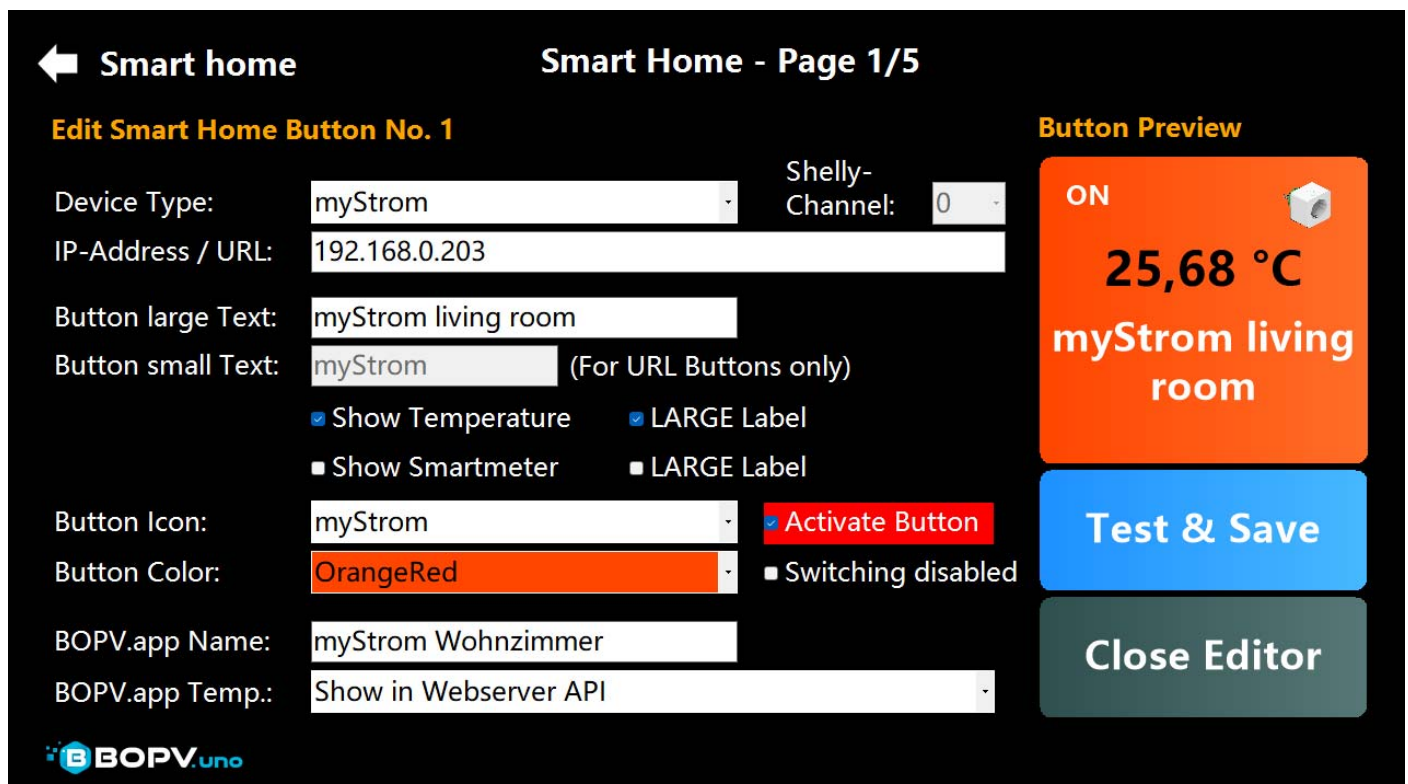 Smart home
Smart Home - Page 1/5
Edit Smart Home Button No. 1
Button Preview
Device Type:
myStrom
Shelly-
Channel:
0
IP-Address / URL:
192.168.0.203
Button large Text:
myStrom living room
Button small Text:
myStrom
(For URL Buttons only)
Show Temperature
LARGE Label
Show Smartmeter
LARGE Label
Button Icon:
myStrom
Activate Button
Button Color:
OrangeRed
Switching disabled
BOPV.app Name:
myStrom Wohnzimmer
BOPV.app Temp.:
Show in Webserver API
ON
25,68 °C
myStrom living
room
Test & Save
Close Editor
B BOPV.uno